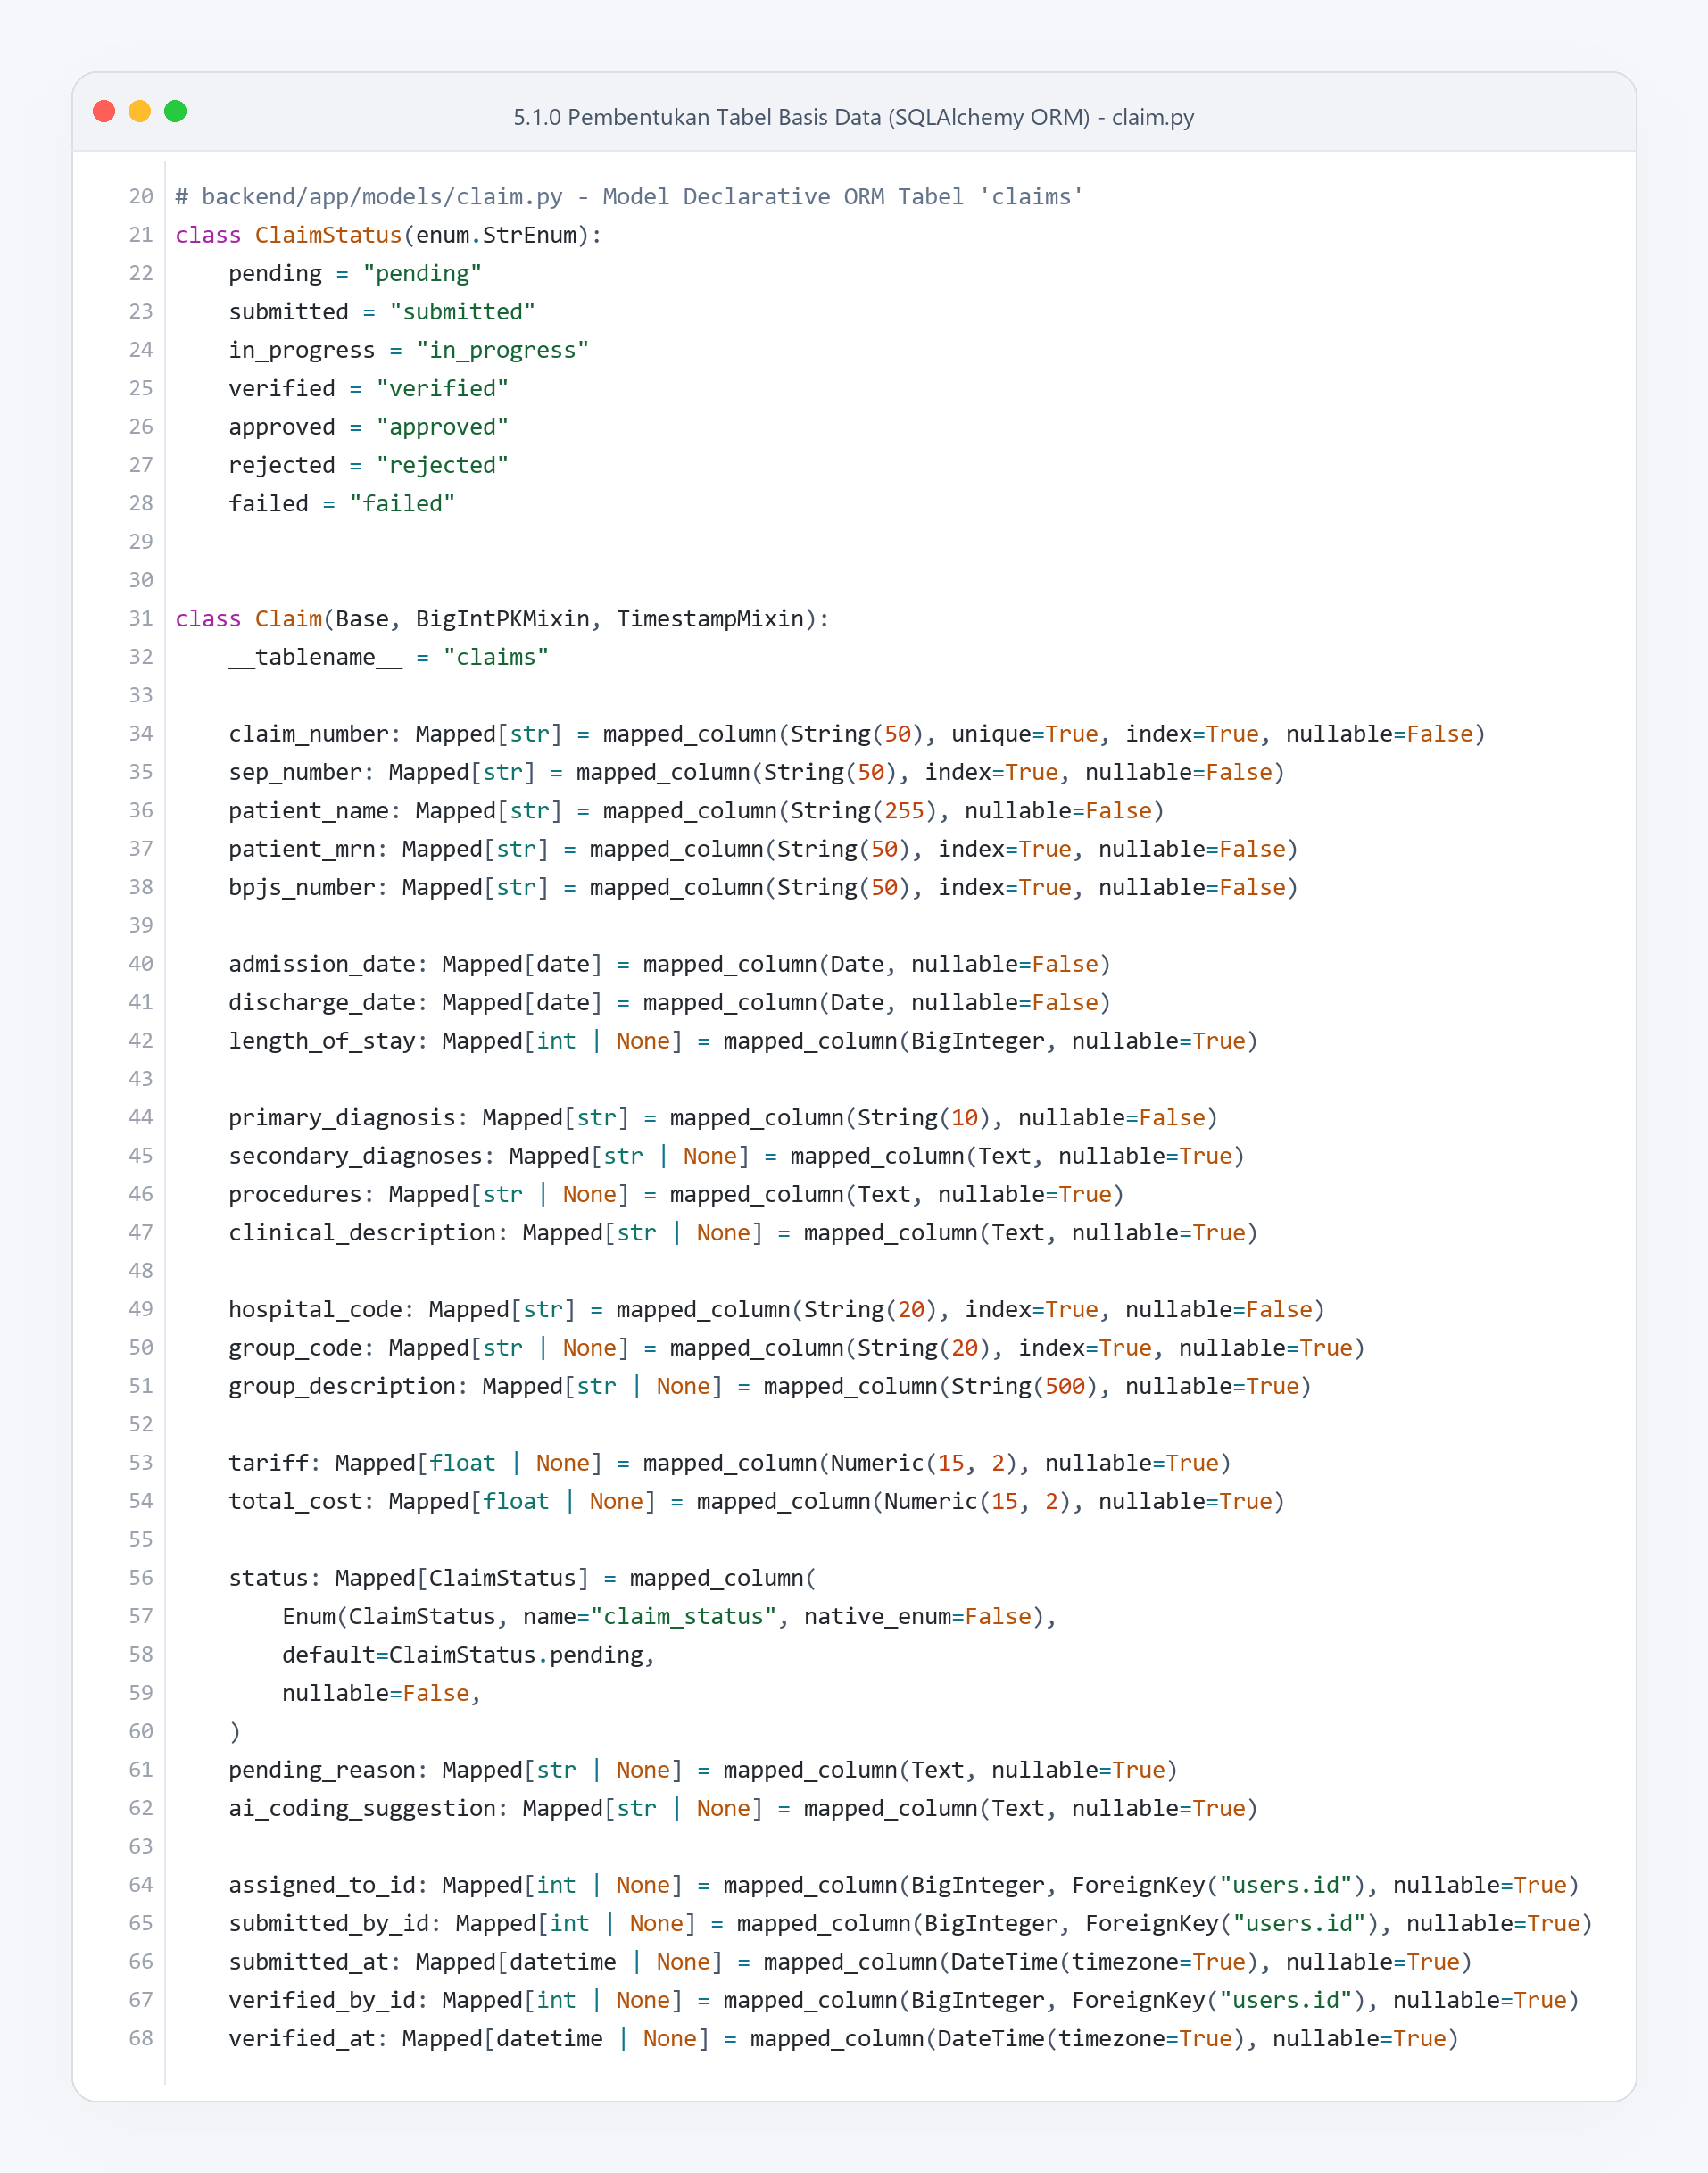 5.1.0 Pembentukan Tabel Basis Data (SQLAlchemy ORM) - claim.py
20 # backend/app/models/claim.py - Model Declarative ORM Tabel 'claims'
21 class ClaimStatus(enum.StrEnum):
22     pending = "pending"
23     submitted = "submitted"
24     in_progress = "in_progress"
25     verified = "verified"
26     approved = "approved"
27     rejected = "rejected"
28     failed = "failed"
29
30
31 class Claim(Base, BigIntPKMixin, TimestampMixin):
32     __tablename__ = "claims"
33
34     claim_number: Mapped[str] = mapped_column(String(50), unique=True, index=True, nullable=False)
35     sep_number: Mapped[str] = mapped_column(String(50), index=True, nullable=False)
36     patient_name: Mapped[str] = mapped_column(String(255), nullable=False)
37     patient_mrn: Mapped[str] = mapped_column(String(50), index=True, nullable=False)
38     bpjs_number: Mapped[str] = mapped_column(String(50), index=True, nullable=False)
39
40     admission_date: Mapped[date] = mapped_column(Date, nullable=False)
41     discharge_date: Mapped[date] = mapped_column(Date, nullable=False)
42     length_of_stay: Mapped[int | None] = mapped_column(BigInteger, nullable=True)
43
44     primary_diagnosis: Mapped[str] = mapped_column(String(10), nullable=False)
45     secondary_diagnoses: Mapped[str | None] = mapped_column(Text, nullable=True)
46     procedures: Mapped[str | None] = mapped_column(Text, nullable=True)
47     clinical_description: Mapped[str | None] = mapped_column(Text, nullable=True)
48
49     hospital_code: Mapped[str] = mapped_column(String(20), index=True, nullable=False)
50     group_code: Mapped[str | None] = mapped_column(String(20), index=True, nullable=True)
51     group_description: Mapped[str | None] = mapped_column(String(500), nullable=True)
52
53     tariff: Mapped[float | None] = mapped_column(Numeric(15, 2), nullable=True)
54     total_cost: Mapped[float | None] = mapped_column(Numeric(15, 2), nullable=True)
55
56     status: Mapped[ClaimStatus] = mapped_column(
57         Enum(ClaimStatus, name="claim_status", native_enum=False),
58         default=ClaimStatus.pending,
59         nullable=False,
60     )
61     pending_reason: Mapped[str | None] = mapped_column(Text, nullable=True)
62     ai_coding_suggestion: Mapped[str | None] = mapped_column(Text, nullable=True)
63
64     assigned_to_id: Mapped[int | None] = mapped_column(BigInteger, ForeignKey("users.id"), nullable=True)
65     submitted_by_id: Mapped[int | None] = mapped_column(BigInteger, ForeignKey("users.id"), nullable=True)
66     submitted_at: Mapped[datetime | None] = mapped_column(DateTime(timezone=True), nullable=True)
67     verified_by_id: Mapped[int | None] = mapped_column(BigInteger, ForeignKey("users.id"), nullable=True)
68     verified_at: Mapped[datetime | None] = mapped_column(DateTime(timezone=True), nullable=True)